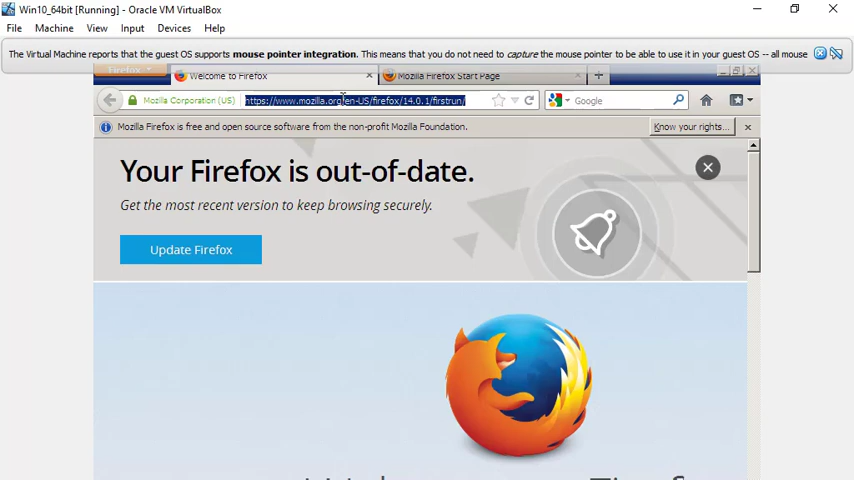 Win10_64bit [Running] - Oracle VM VirtualBox
File Machine View Input Devices Help
The Virtual Machine reports that the guest OS supports mouse pointer integration. This means that you do not need to capture the mouse pointer to be able to use it in your guest OS -- all mouse
Firefox Welcome to Firefox Mozilla Firefox Start Page
Mozilla Corporation (US) https://www.mozilla.org/en-US/firefox/14.0.1/firstrun/ Google
Mozilla Firefox is free and open source software from the non-profit Mozilla Foundation. Know your rights...
Your Firefox is out-of-date.
Get the most recent version to keep browsing securely.
Update Firefox